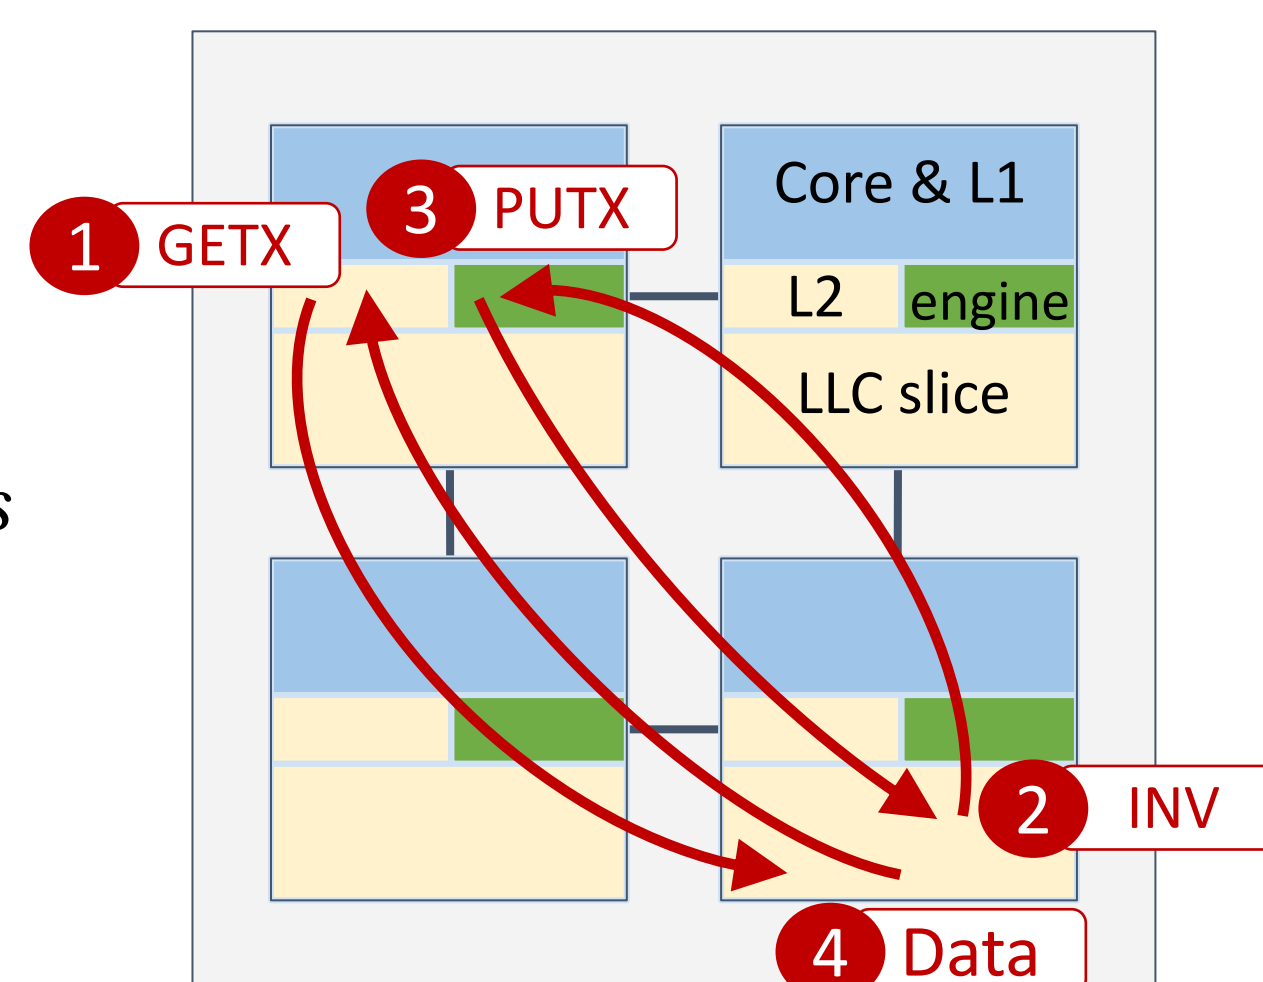 Core & L1
3 PUTX
1 GETX
L2 engine
LLC slice
s
2 INV
4 Data